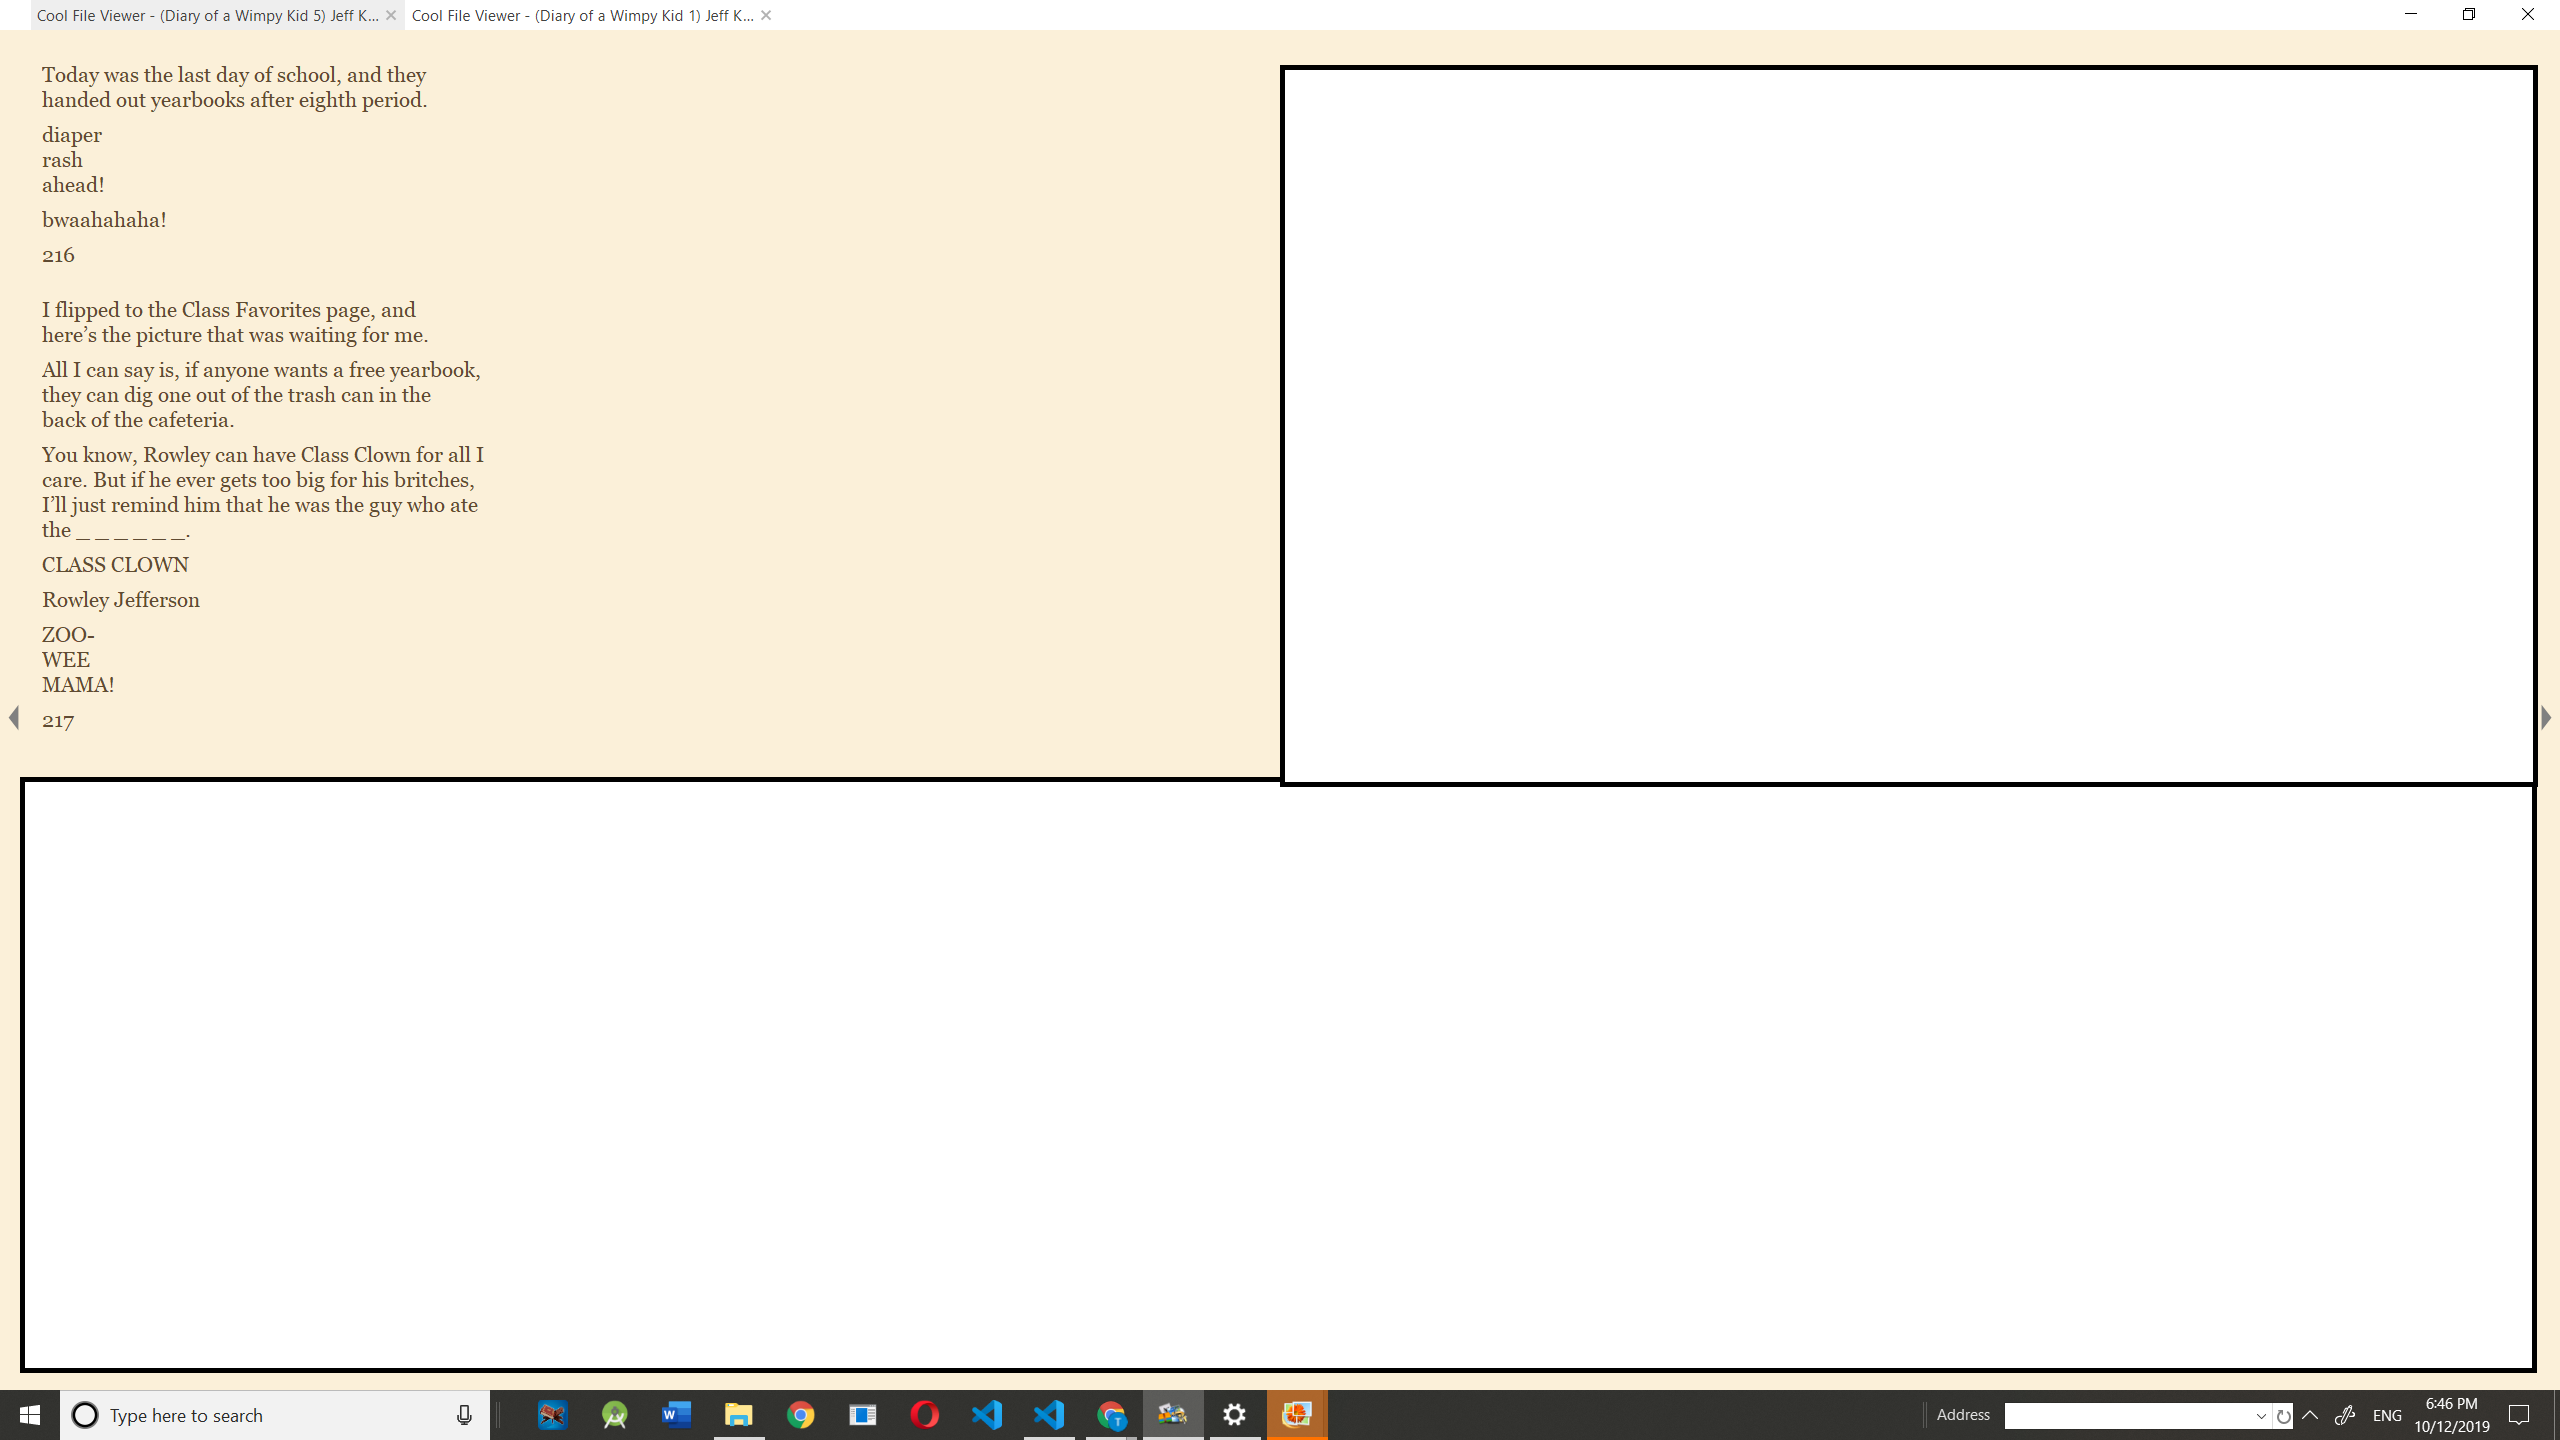 Cool File Viewer - (Diary of a Wimpy Kid 5) Jeff K...
Cool File Viewer - (Diary of a Wimpy Kid 1) Jeff K...
Today was the last day of school, and they
handed out yearbooks after eighth period.
diaper
rash
ahead!
bwaahahaha!
216
I flipped to the Class Favorites page, and
here’s the picture that was waiting for me.
All I can say is, if anyone wants a free yearbook,
they can dig one out of the trash can in the
back of the cafeteria.
You know, Rowley can have Class Clown for all I
care. But if he ever gets too big for his britches,
I’ll just remind him that he was the guy who ate
the _ _ _ _ _ _.
CLASS CLOWN
Rowley Jefferson
ZOO-
WEE
MAMA!
217
Type here to search
Address
ENG
6:46 PM
10/12/2019